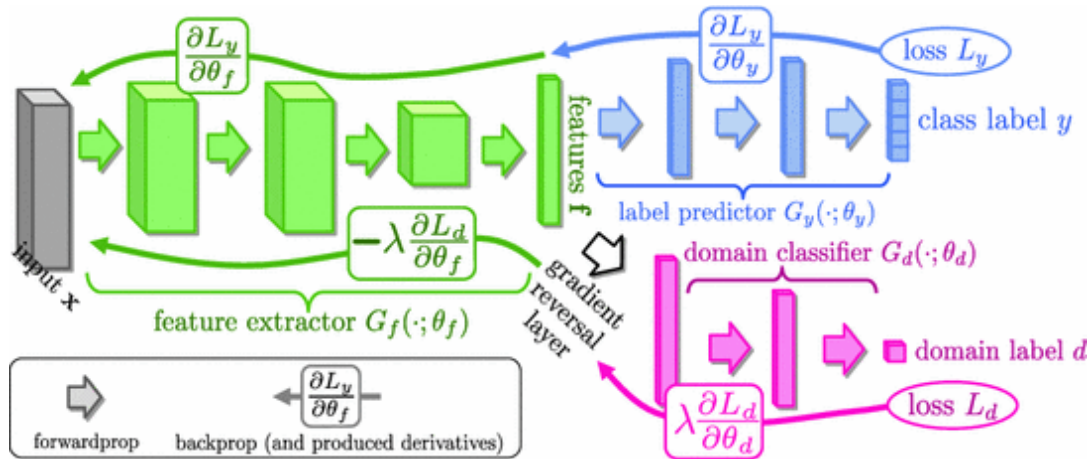 ∂L_y/∂θ_f
∂L_y/∂θ_y
loss L_y
features f
class label y
label predictor G_y(·; θ_y)
input x
−λ ∂L_d/∂θ_f
feature extractor G_f(·; θ_f)
gradient
reversal
layer
domain classifier G_d(·; θ_d)
domain label d
λ ∂L_d/∂θ_d
loss L_d
forwardprop
∂L_y/∂θ_f
backprop (and produced derivatives)